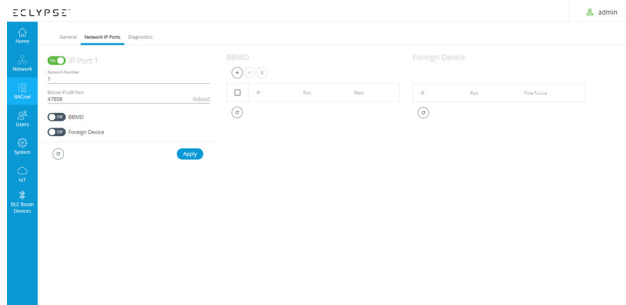 ECLYPSE™
admin
Home
Network
BACnet
Users
System
IoT
BLE Room
Devices
General Network IP Ports Diagnostics
On IP Port 1
Network Number
1
BACnet IP UDP Port
47808 0xbac0
Off BBMD
Off Foreign Device
Apply
BBMD
IP Port Mask
Foreign Device
IP Port Time To Live